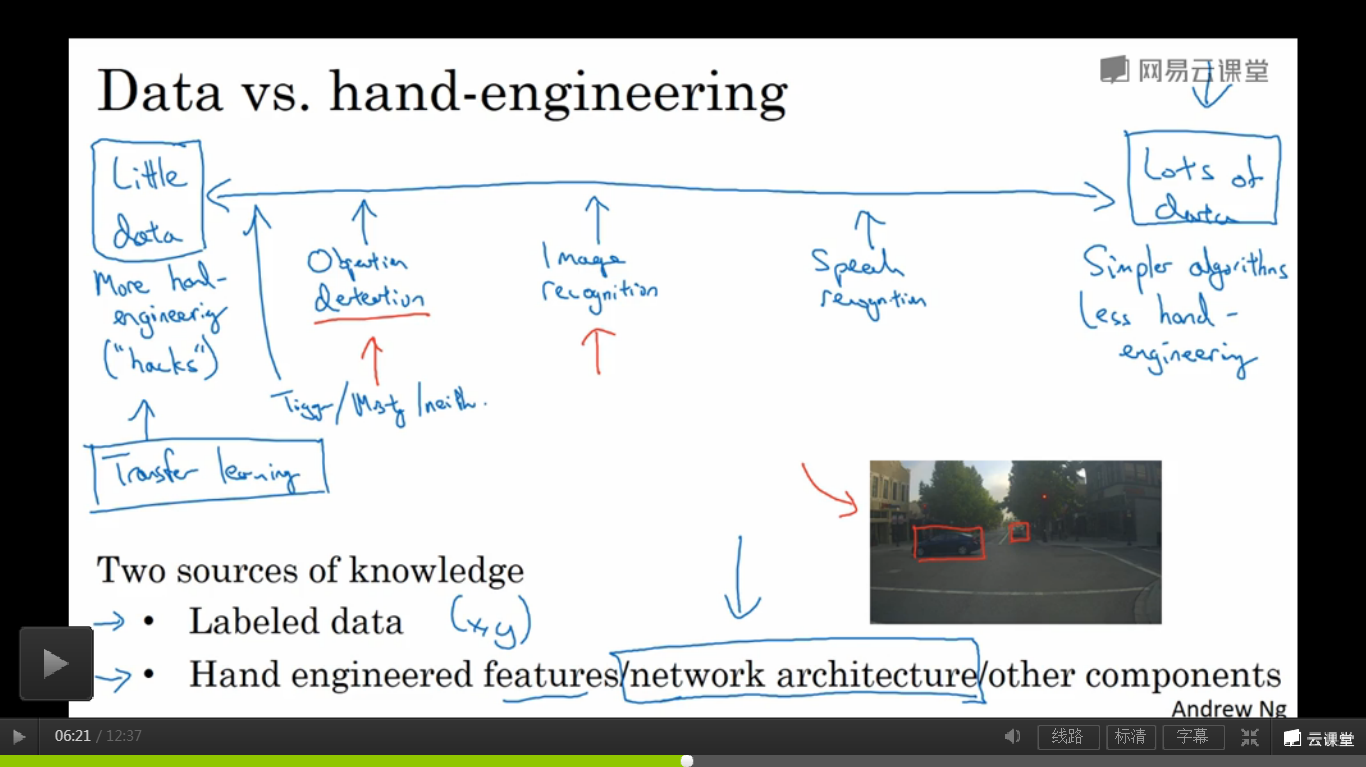 网易云课堂
Data vs. hand-engineering
Little
data
Lots of
data
Objection
detection
Image
recognition
Speech
recognition
More hand-
engineering
("hacks")
Simpler algorithms
Less hand-
engineering
Tigger/Misty/neith.
Transfer learning
Two sources of knowledge
→ • Labeled data (x,y)
→ • Hand engineered features/network architecture/other components
Andrew Ng
06:21 / 12:37
线路
标清
字幕
云课堂